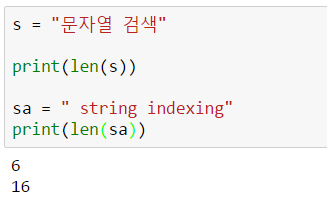 s = "문자열 검색"
print(len(s))
sa = " string indexing"
print(len(sa))
6
16